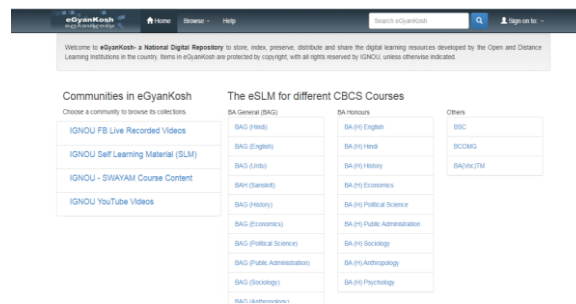 eGyanKosh
Home
Browse
Help
Search eGyanKosh
Sign on to:
Welcome to eGyanKosh- a National Digital Repository to store, index, preserve, distribute and share the digital learning resources developed by the Open and Distance
Learning Institutions in the country. Items in eGyanKosh are protected by copyright, with all rights reserved by IGNOU, unless otherwise indicated.
Communities in eGyanKosh
Choose a community to browse its collections.
IGNOU FB Live Recorded Videos
IGNOU Self Learning Material (SLM)
IGNOU - SWAYAM Course Content
IGNOU YouTube Videos
The eSLM for different CBCS Courses
BA General (BAG)
BAG (Hindi)
BAG (English)
BAG (Urdu)
BAH (Sanskit)
BAG (History)
BAG (Economics)
BAG (Political Science)
BAG (Public Administration)
BAG (Sociology)
BAG (Anthropology)
BA Honours
BA (H) English
BA (H) Hindi
BA (H) History
BA (H) Economics
BA (H) Political Science
BA (H) Public Administration
BA (H) Sociology
BA (H) Anthropology
BA (H) Psychology
Others
BSC
BCOMG
BA(Voc)TM